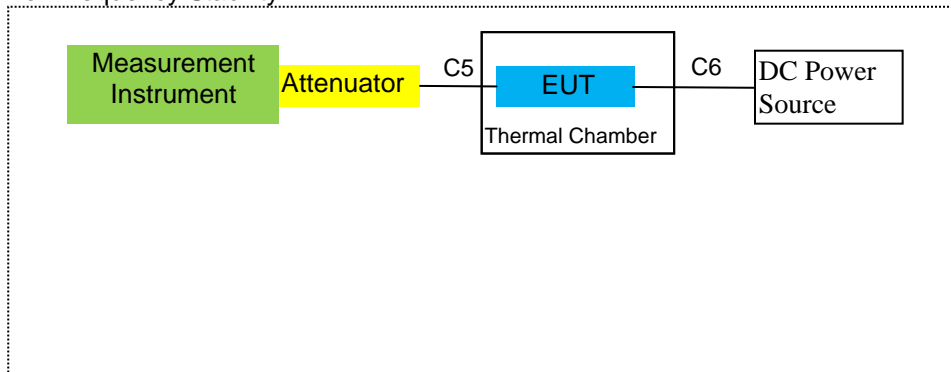 Measurement
Instrument
Attenuator
C5
EUT
Thermal Chamber
C6
DC Power
Source